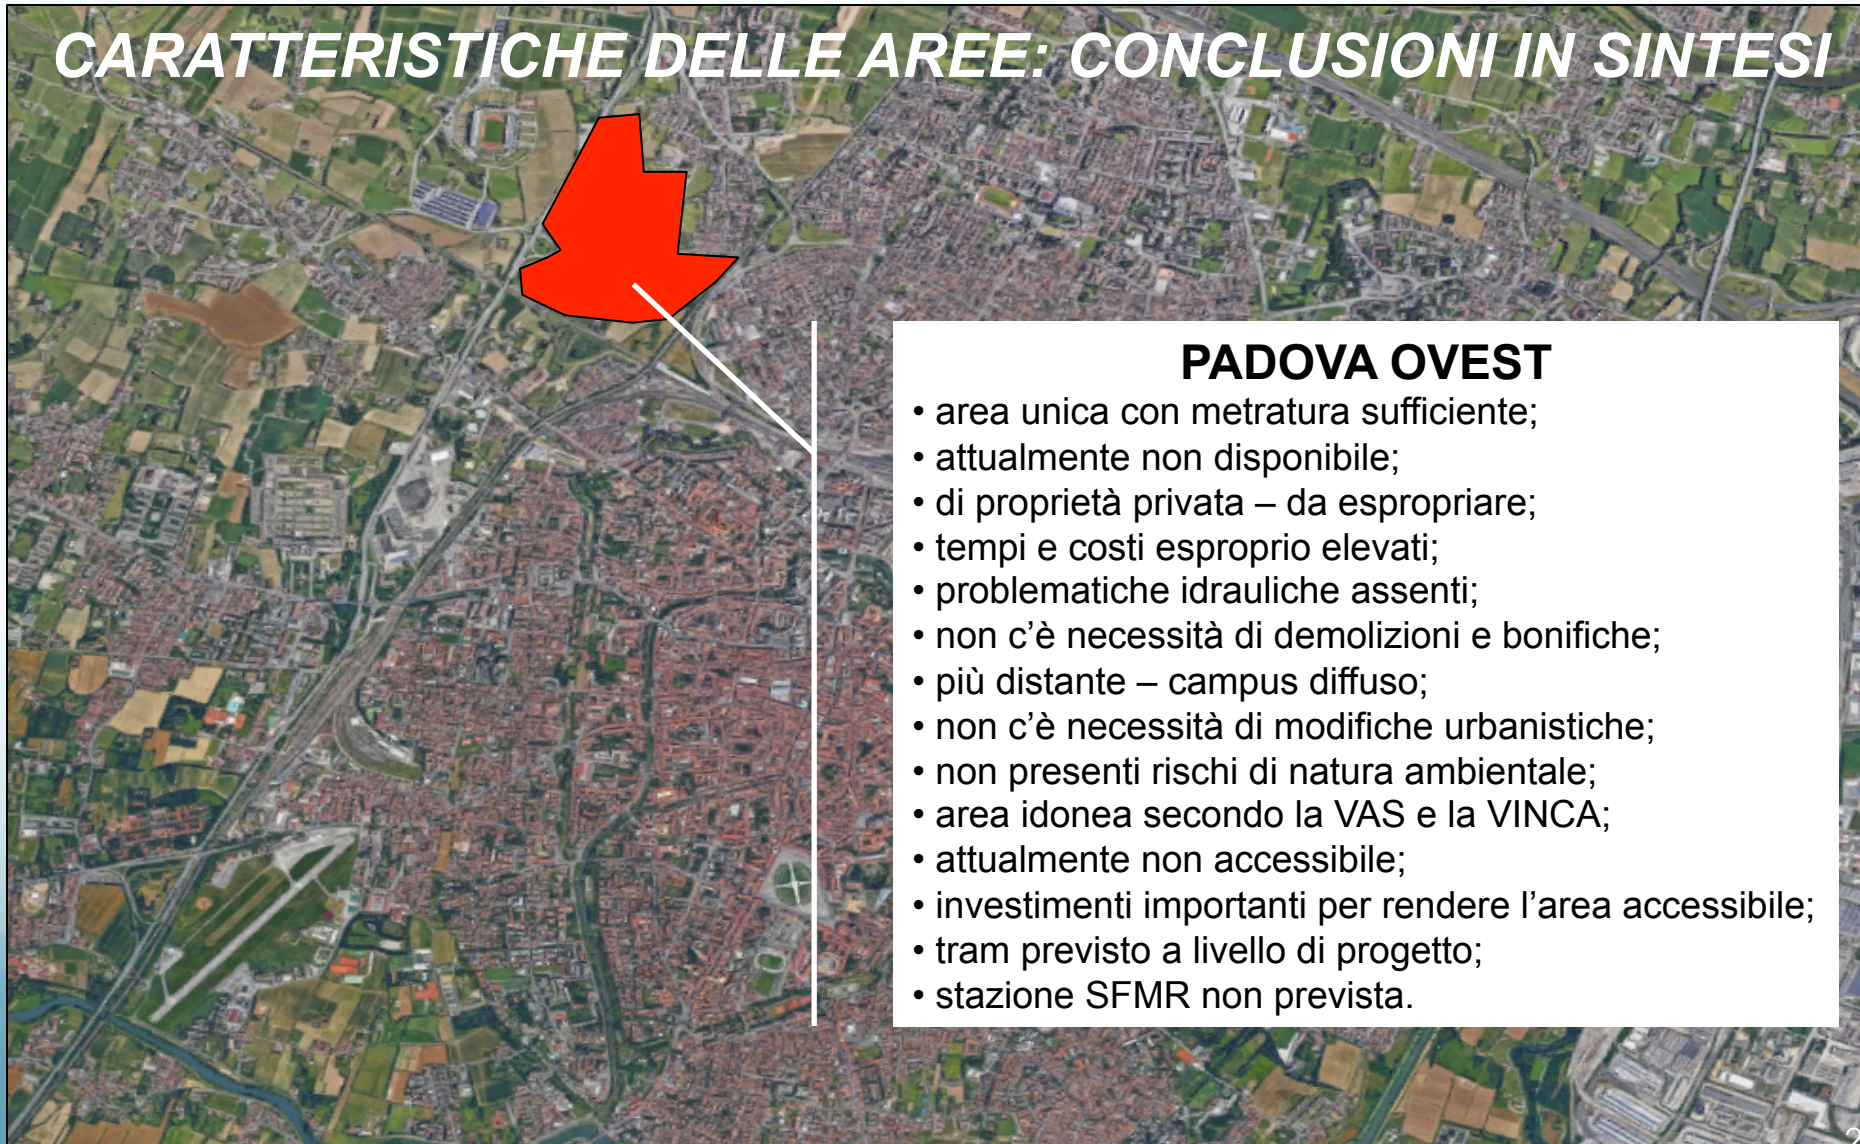 CARATTERISTICHE DELLE AREE: CONCLUSIONI IN SINTESI
PADOVA OVEST
• area unica con metratura sufficiente;
• attualmente non disponibile;
• di proprietà privata – da espropriare;
• tempi e costi esproprio elevati;
• problematiche idrauliche assenti;
• non c’è necessità di demolizioni e bonifiche;
• più distante – campus diffuso;
• non c’è necessità di modifiche urbanistiche;
• non presenti rischi di natura ambientale;
• area idonea secondo la VAS e la VINCA;
• attualmente non accessibile;
• investimenti importanti per rendere l’area accessibile;
• tram previsto a livello di progetto;
• stazione SFMR non prevista.